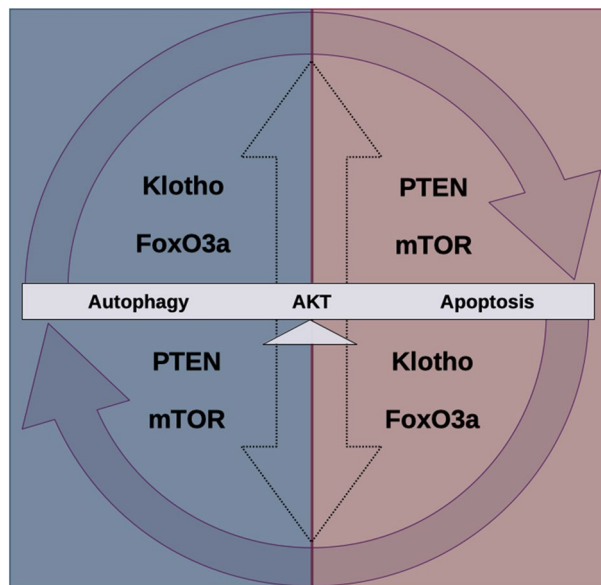 Klotho
PTEN
FoxO3a
mTOR
Autophagy AKT Apoptosis
PTEN
Klotho
mTOR
FoxO3a